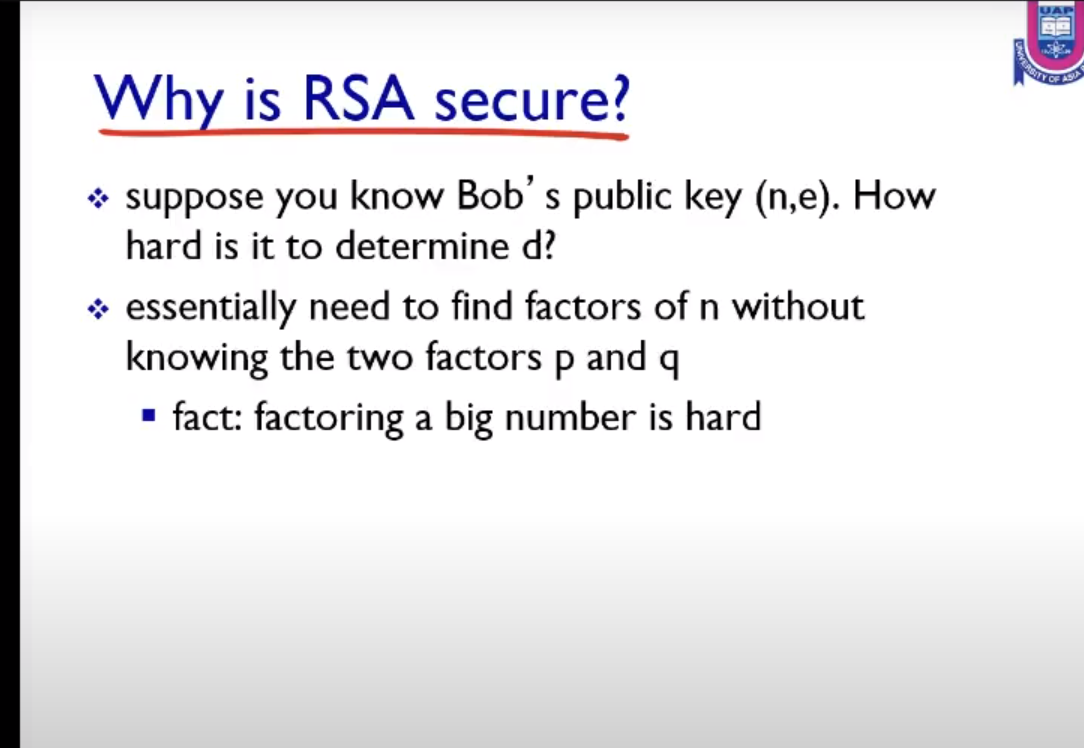 UAP
UNIVERSITY OF ASIA
Why is RSA secure?
❖ suppose you know Bob’ s public key (n,e). How
hard is it to determine d?
❖ essentially need to find factors of n without
knowing the two factors p and q
▪ fact: factoring a big number is hard